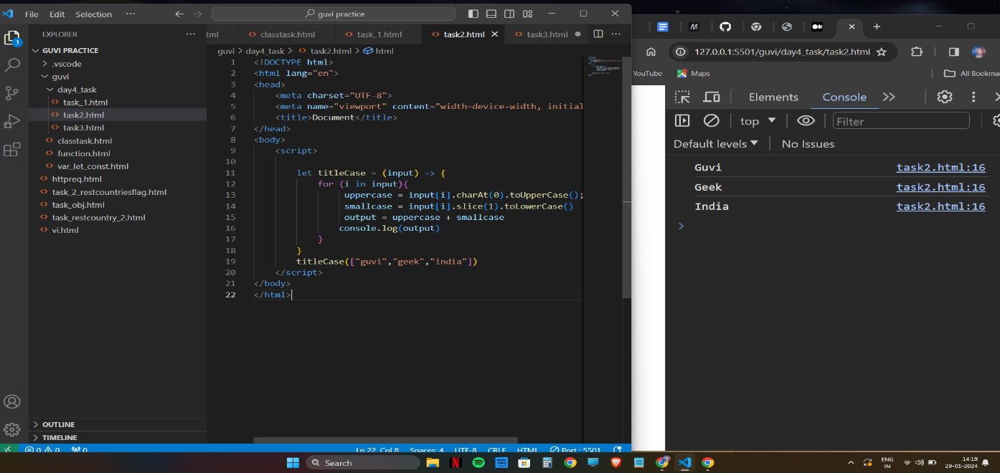 File Edit Selection ··· guvi practice
EXPLORER ···
GUVI PRACTICE
.vscode
guvi
day4_task
task_1.html
task2.html
task3.html
classtask.html
function.html
var_let_const.html
httpreq.html
task_2_restcountriesflag.html
task_obj.html
task_restcountry_2.html
vi.html
OUTLINE
TIMELINE
1
tml classtask.html task_1.html task2.html task3.html ···
guvi > day4_task > task2.html > html
1 <!DOCTYPE html>
2 <html lang="en">
3 <head>
4 <meta charset="UTF-8">
5 <meta name="viewport" content="width=device-width, initial
6 <title>Document</title>
7 </head>
8 <body>
9 <script>
10
11 let titleCase = (input) => {
12 for (i in input){
13 uppercase = input[i].charAt(0).toUpperCase();
14 smallcase = input[i].slice(1).toLowerCase()
15 output = uppercase + smallcase
16 console.log(output)
17 }
18 }
19 titleCase(["guvi","geek","india"])
20 </script>
21 </body>
22 </html>
0 0 0 Ln 22, Col 8 Spaces: 4 UTF-8 CRLF HTML Port : 5501
127.0.0.1:5501/guvi/day4_task/task2.html
YouTube Maps All Bookmar
Elements Console
top Filter
Default levels No Issues
Guvi task2.html:16
Geek task2.html:16
India task2.html:16
>
Search
ENG
IN
14:19
29-01-2024